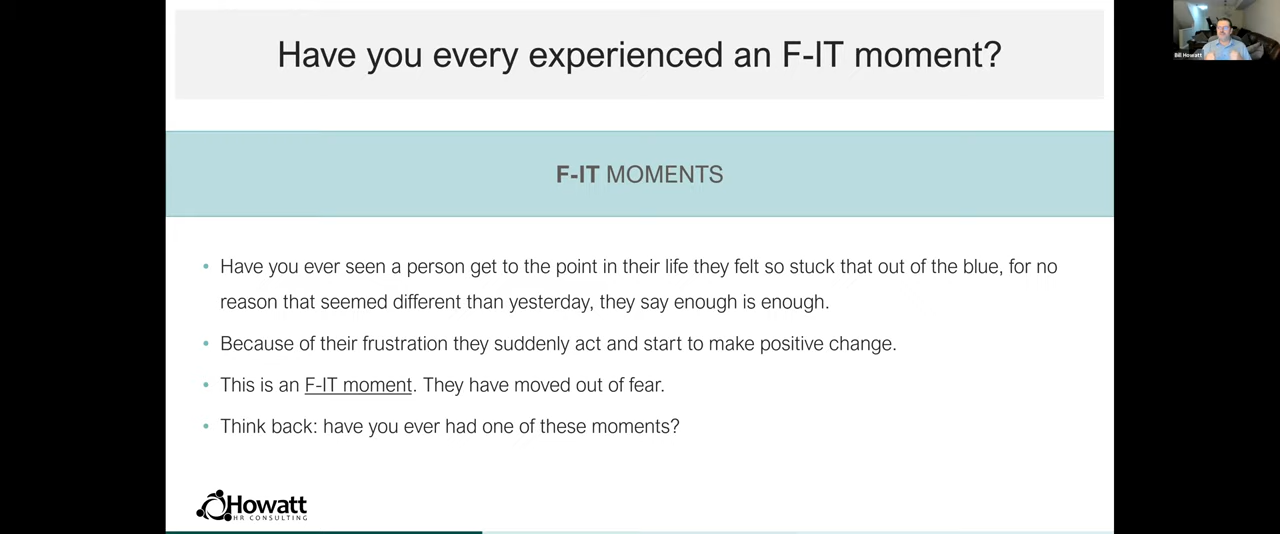 Have you every experienced an F-IT moment?
Bill Howatt
F-IT MOMENTS
• Have you ever seen a person get to the point in their life they felt so stuck that out of the blue, for no
reason that seemed different than yesterday, they say enough is enough.
• Because of their frustration they suddenly act and start to make positive change.
• This is an F-IT moment. They have moved out of fear.
• Think back: have you ever had one of these moments?
Howatt
HR CONSULTING